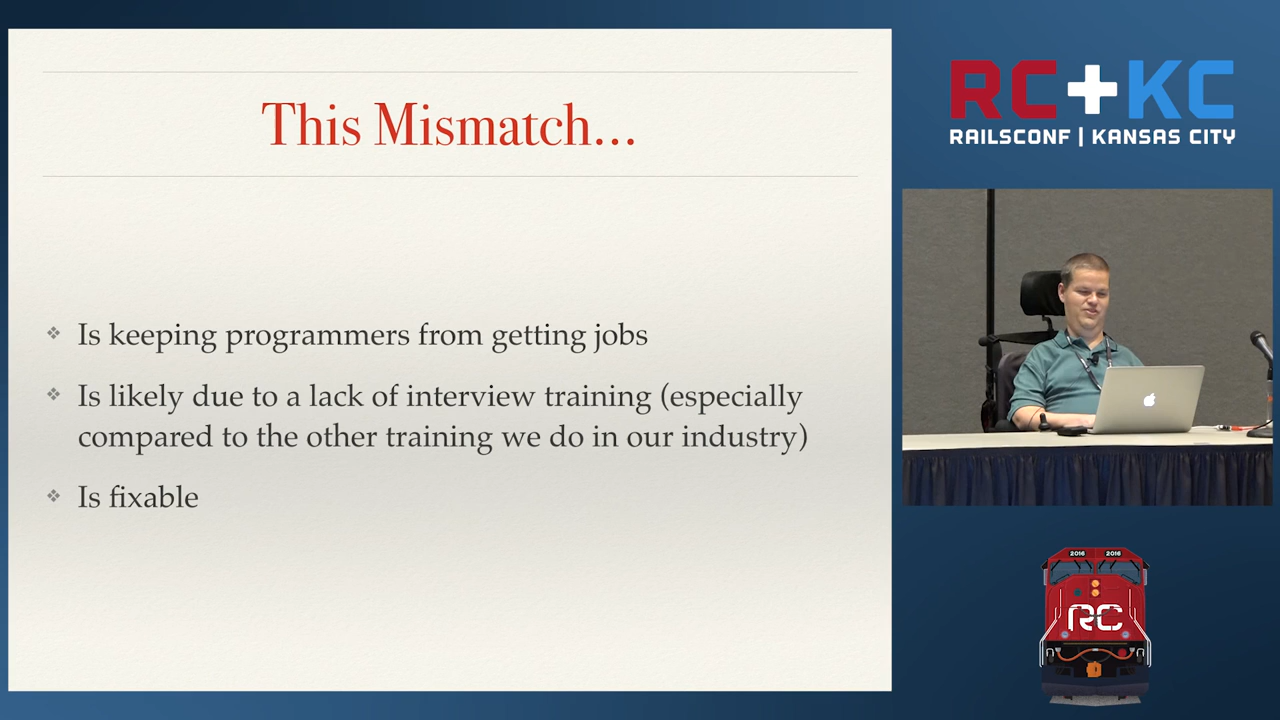 This Mismatch...
❖ Is keeping programmers from getting jobs
❖ Is likely due to a lack of interview training (especially
compared to the other training we do in our industry)
❖ Is fixable
RC+KC
RAILSCONF | KANSAS CITY
2016 2016
RC